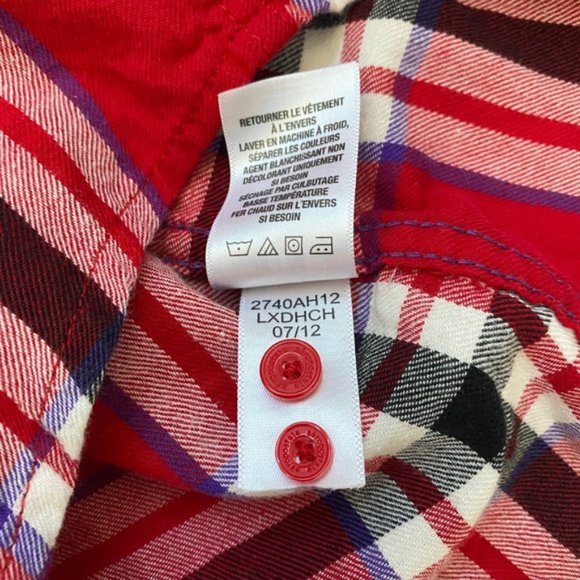 RETOURNER LE VÊTEMENT
À L'ENVERS
LAVER EN MACHINE À FROID,
SÉPARER LES COULEURS
AGENT BLANCHISSANT NON
DÉCOLORANT UNIQUEMENT
SI BESOIN
SÉCHAGE PAR CULBUTAGE
BASSE TEMPÉRATURE
FER CHAUD SUR L'ENVERS
SI BESOIN
2740AH12
LXDHCH
07/12